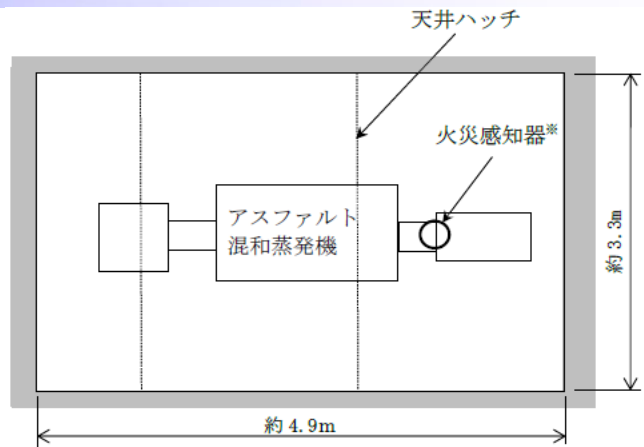 天井ハッチ
火災感知器※
アスファルト
混和蒸発機
約3.3m
約4.9m